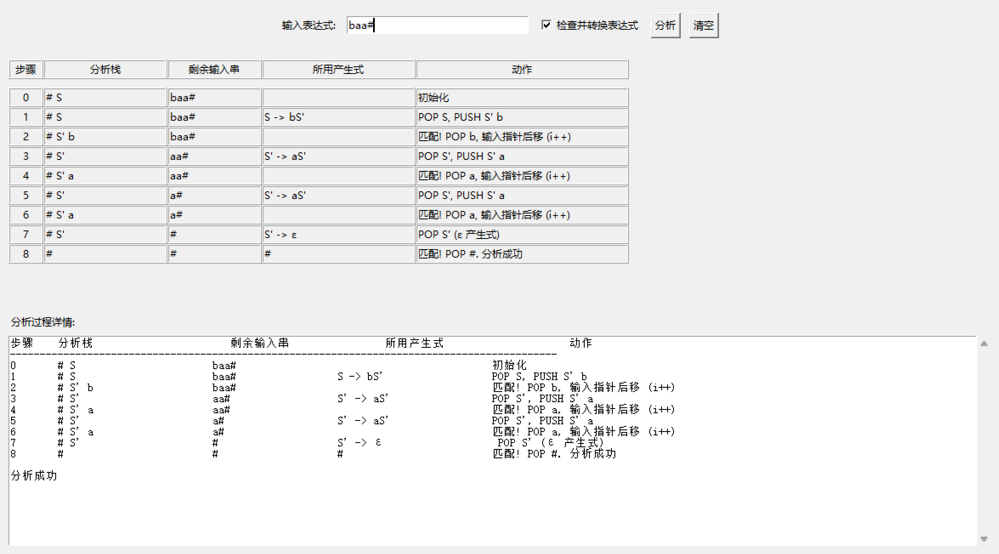 输入表达式: baa# 检查并转换表达式 分析 清空
步骤 分析栈 剩余输入串 所用产生式 动作
0 # S baa# 初始化
1 # S baa# S -> bS' POP S, PUSH S' b
2 # S' b baa# 匹配! POP b, 输入指针后移 (i++)
3 # S' aa# S' -> aS' POP S', PUSH S' a
4 # S' a aa# 匹配! POP a, 输入指针后移 (i++)
5 # S' a# S' -> aS' POP S', PUSH S' a
6 # S' a a# 匹配! POP a, 输入指针后移 (i++)
7 # S' # S' -> ε POP S' (ε 产生式)
8 # # # 匹配! POP #. 分析成功
分析过程详情:
步骤 分析栈 剩余输入串 所用产生式 动作
--------------------------------------------------------------------------------------------
0 # S baa# 初始化
1 # S baa# S -> bS' POP S, PUSH S' b
2 # S' b baa# 匹配! POP b, 输入指针后移 (i++)
3 # S' aa# S' -> aS' POP S', PUSH S' a
4 # S' a aa# 匹配! POP a, 输入指针后移 (i++)
5 # S' a# S' -> aS' POP S', PUSH S' a
6 # S' a a# 匹配! POP a, 输入指针后移 (i++)
7 # S' # S' -> ε POP S' (ε 产生式)
8 # # # 匹配! POP #. 分析成功
分析成功